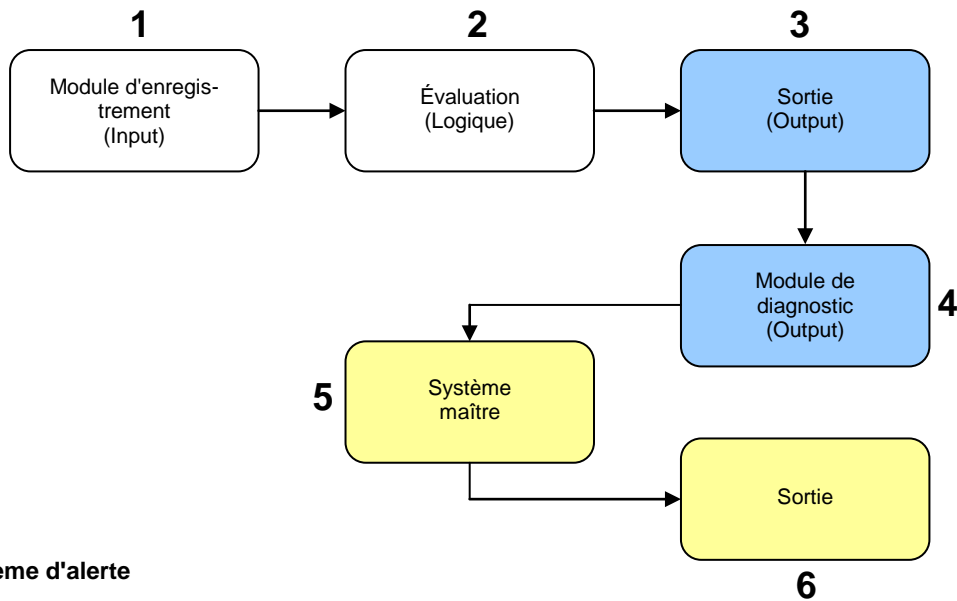 1
2
3
Module d'enregis-
trement
(Input)
Évaluation
(Logique)
Sortie
(Output)
Module de
diagnostic
(Output)
4
5
Système
maître
Sortie
6
d'alerte